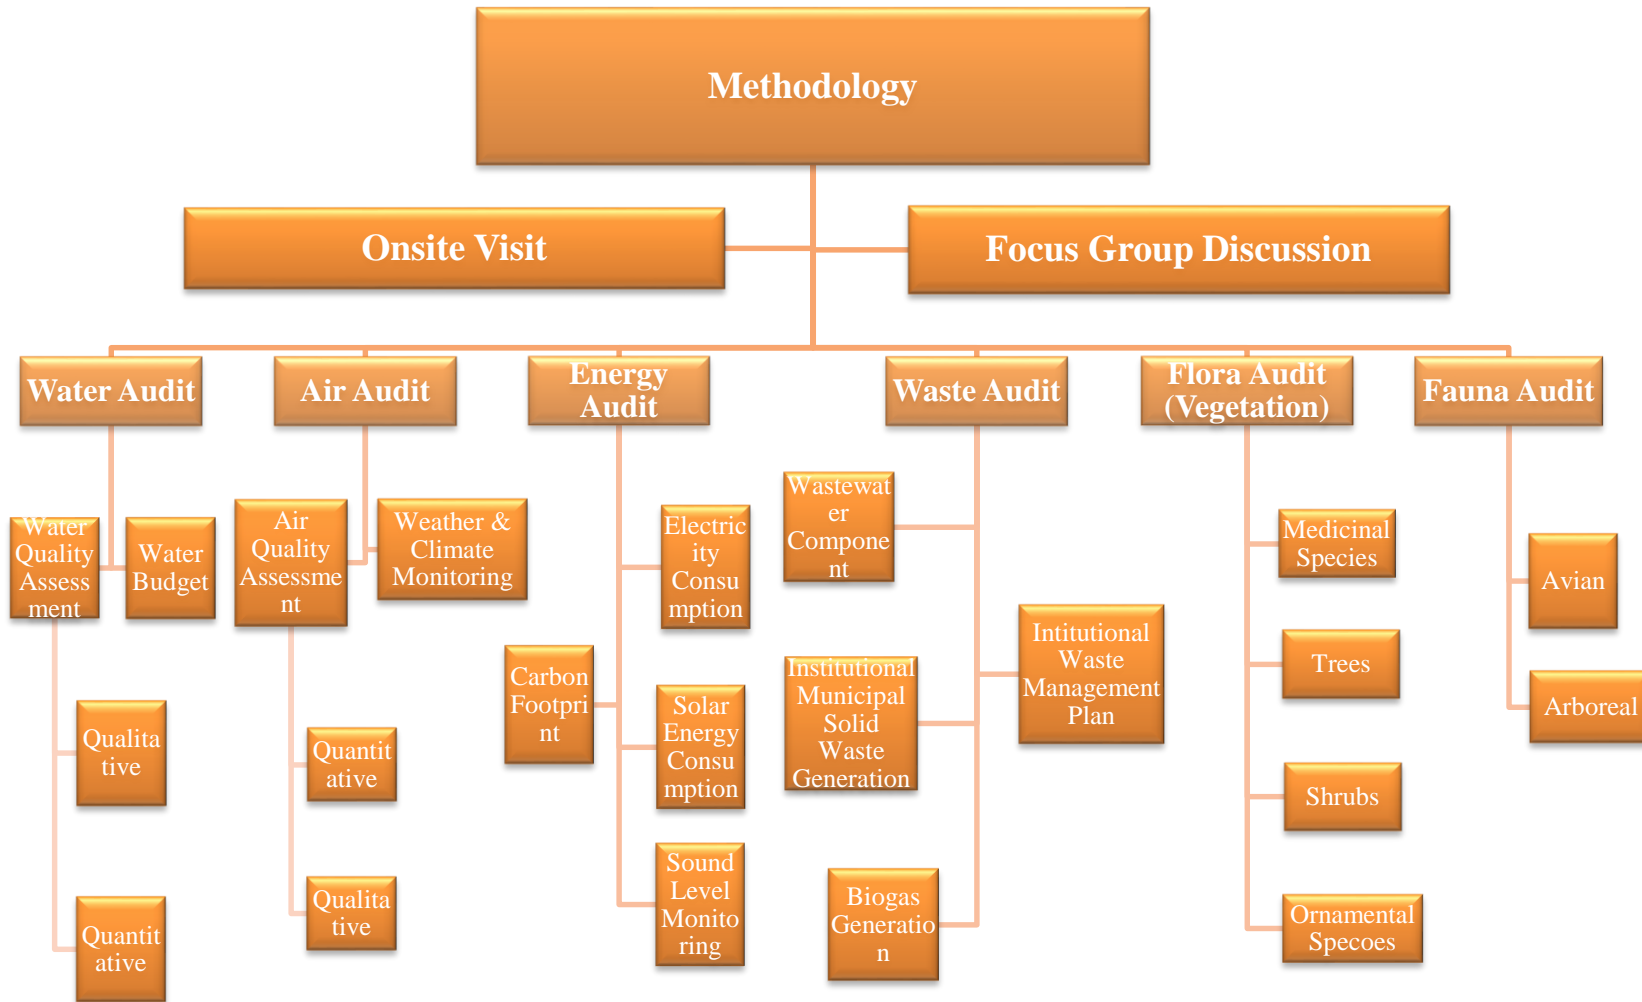 Methodology
Onsite Visit
Focus Group Discussion
Water Audit
Air Audit
Energy
Audit
Waste Audit
Flora Audit
(Vegetation)
Fauna Audit
Water
Quality
Assess
ment
Water
Budget
Qualita
tive
Quantit
ative
Air
Quality
Assessme
nt
Weather &
Climate
Monitoring
Quantit
ative
Qualita
tive
Electric
ity
Consu
mption
Carbon
Footpri
nt
Solar
Energy
Consu
mption
Sound
Level
Monito
ring
Wastewat
er
Compone
nt
Institutional
Municipal
Solid
Waste
Generation
Intitutional
Waste
Management
Plan
Biogas
Generatio
n
Medicinal
Species
Trees
Shrubs
Ornamental
Specoes
Avian
Arboreal